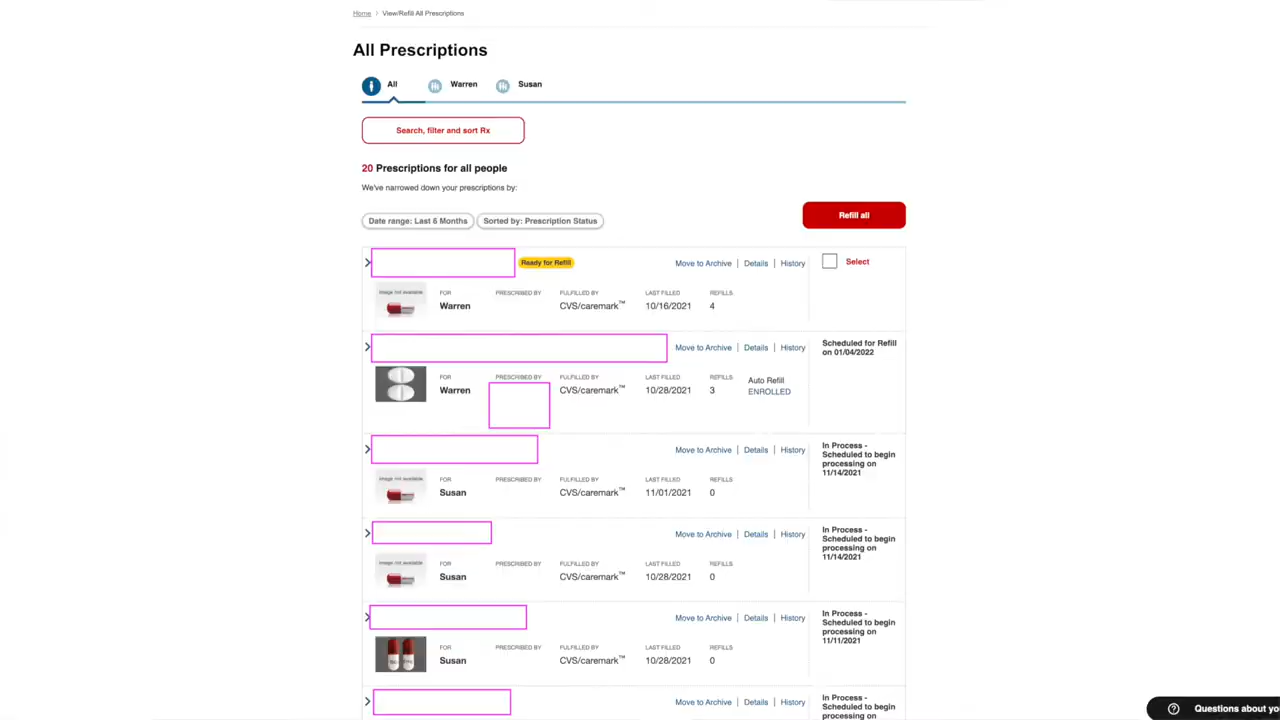 Home > View/Refill All Prescriptions
All Prescriptions
All Warren Susan
Search, filter and sort Rx
20 Prescriptions for all people
We've narrowed down your prescriptions by:
Date range: Last 6 Months Sorted by: Prescription Status
Refill all
Ready for Refill Move to Archive | Details | History Select
Image not available FOR PRESCRIBED BY FULFILLED BY LAST FILLED REFILLS
Warren CVS/caremark™ 10/16/2021 4
Move to Archive | Details | History Scheduled for Refill
on 01/04/2022
FOR PRESCRIBED BY FULFILLED BY LAST FILLED REFILLS Auto Refill
Warren CVS/caremark™ 10/28/2021 3 ENROLLED
Move to Archive | Details | History In Process -
Scheduled to begin
processing on
11/14/2021
Image not available FOR PRESCRIBED BY FULFILLED BY LAST FILLED REFILLS
Susan CVS/caremark™ 11/01/2021 0
Move to Archive | Details | History In Process -
Scheduled to begin
processing on
11/14/2021
Image not available FOR PRESCRIBED BY FULFILLED BY LAST FILLED REFILLS
Susan CVS/caremark™ 10/28/2021 0
Move to Archive | Details | History In Process -
Scheduled to begin
processing on
11/11/2021
FOR PRESCRIBED BY FULFILLED BY LAST FILLED REFILLS
Susan CVS/caremark™ 10/28/2021 0
Move to Archive | Details | History In Process -
Scheduled to begin
processing on
Questions about yo